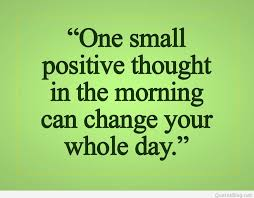 “One small
positive thought
in the morning
can change your
whole day.”